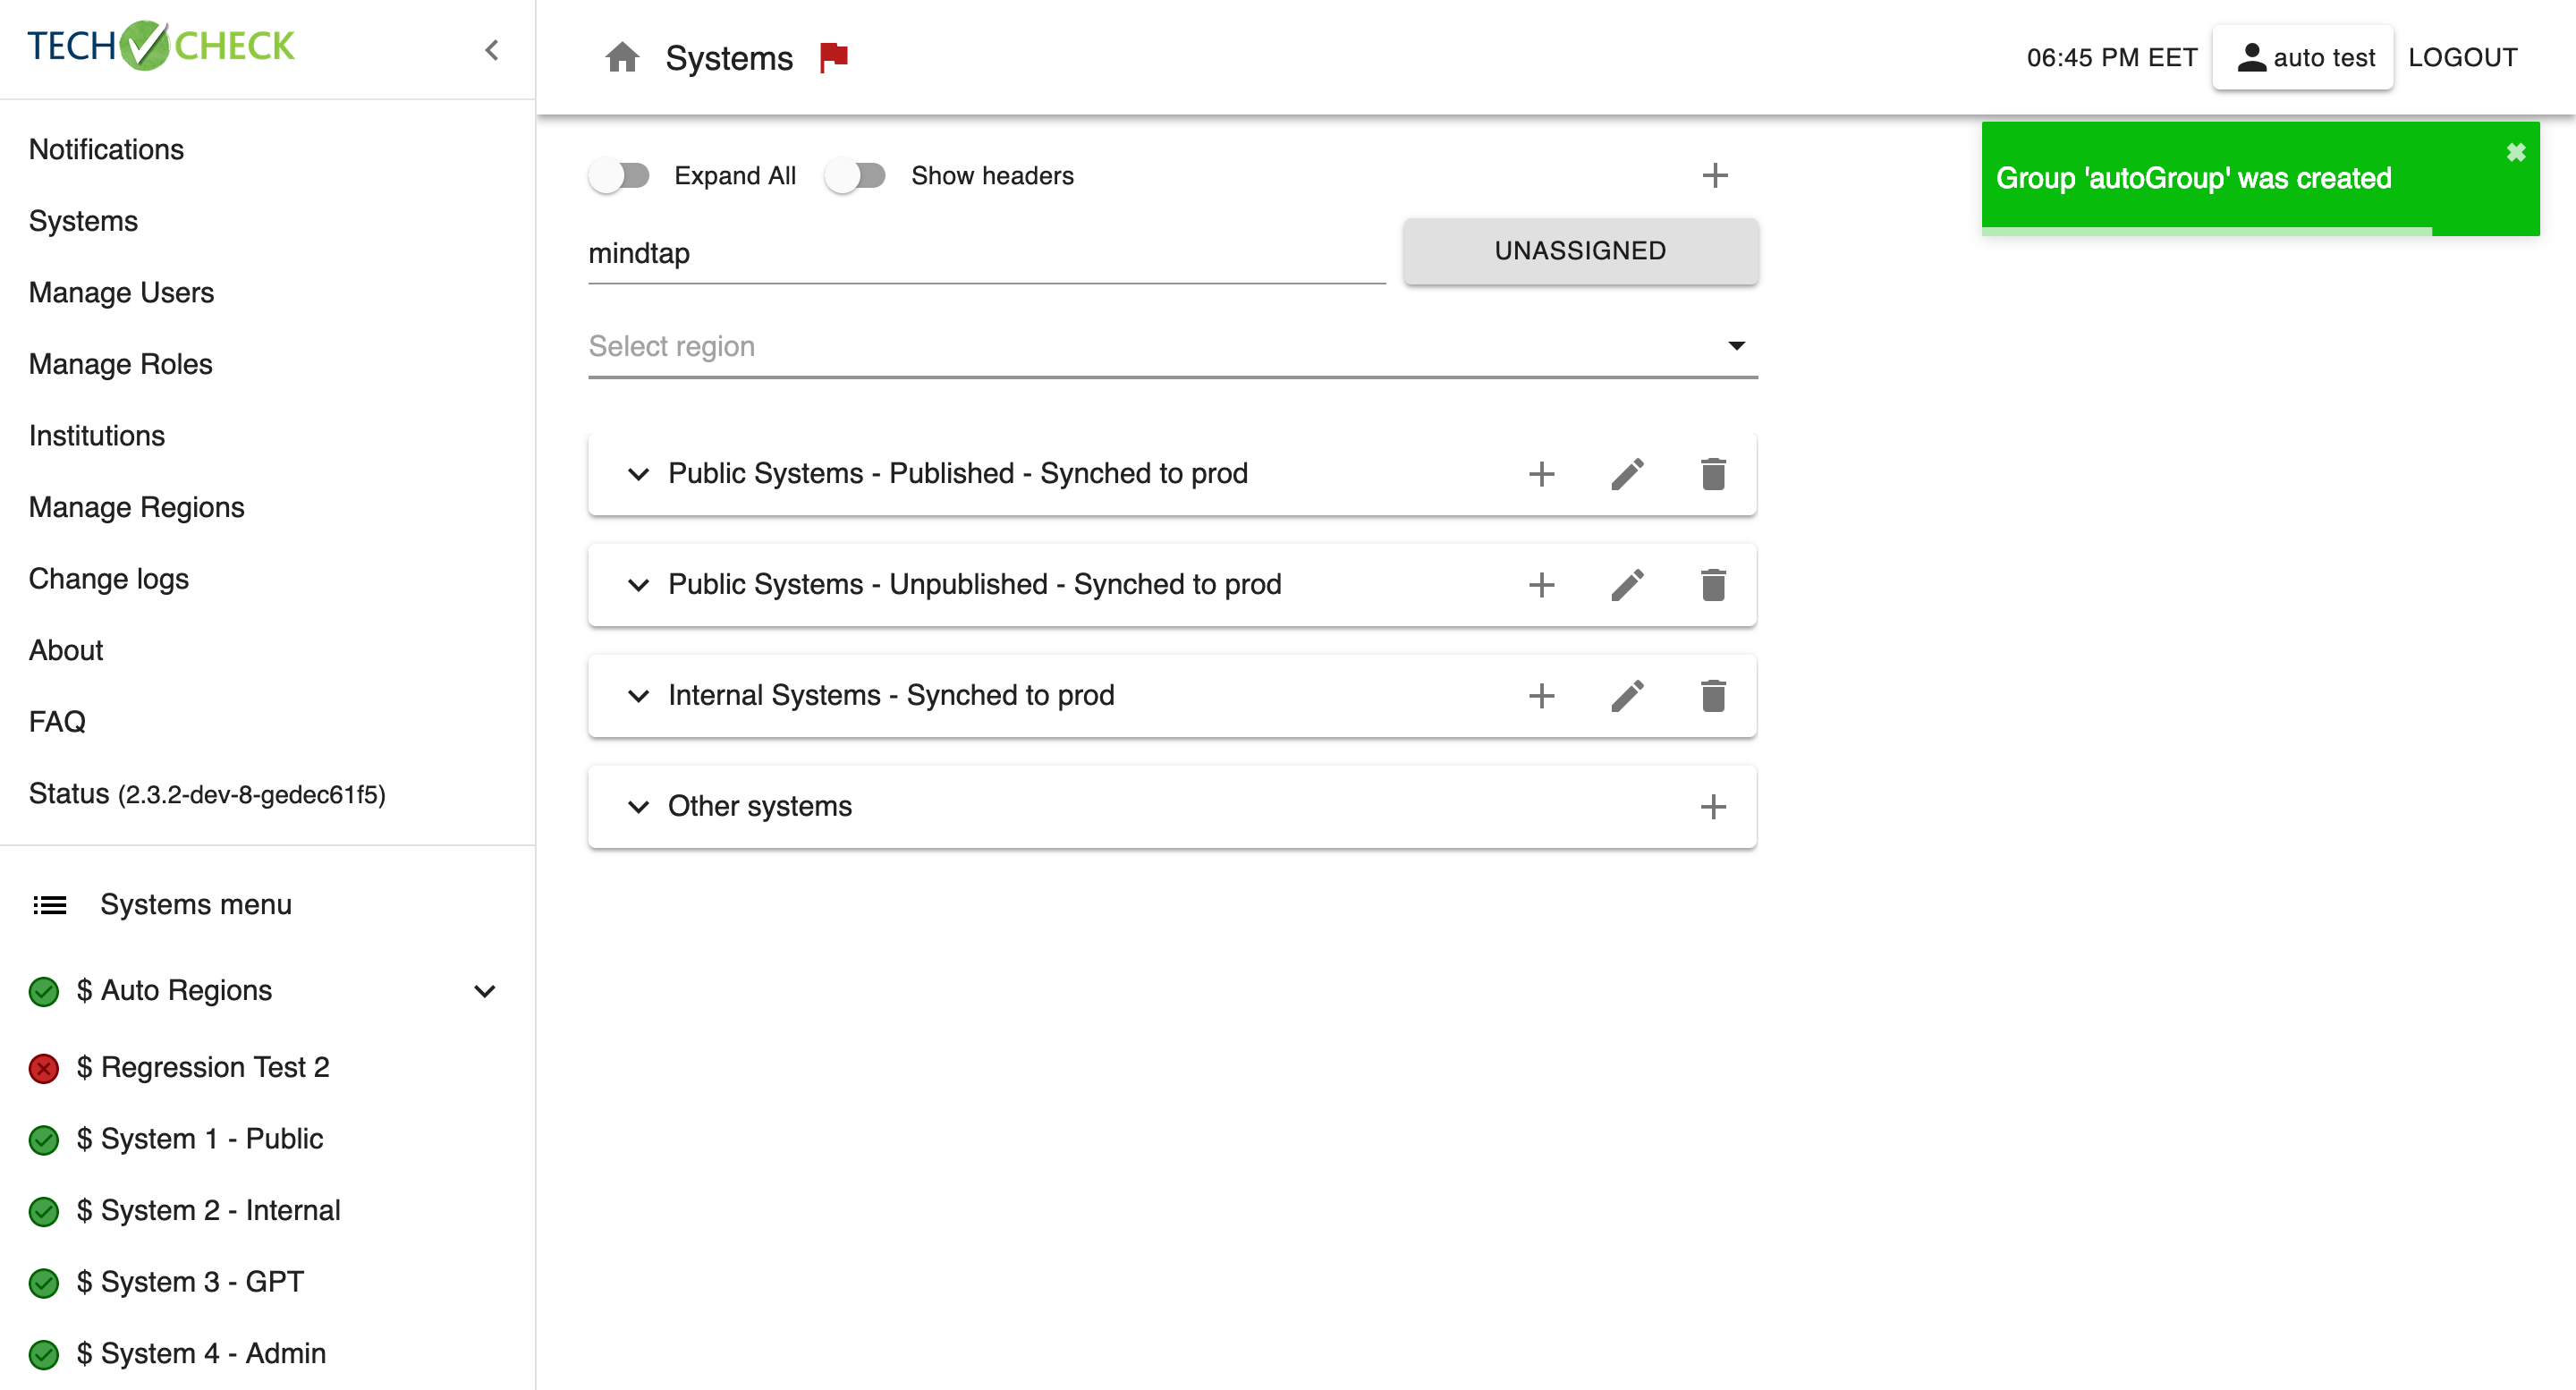 TECH CHECK
Notifications
Systems
Manage Users
Manage Roles
Institutions
Manage Regions
Change logs
About
FAQ
Status (2.3.2-dev-8-gedec61f5)
Systems menu
$ Auto Regions
$ Regression Test 2
$ System 1 - Public
$ System 2 - Internal
$ System 3 - GPT
$ System 4 - Admin
Systems
06:45 PM EET auto test LOGOUT
Group 'autoGroup' was created
Expand All Show headers
mindtap UNASSIGNED
Select region
Public Systems - Published - Synched to prod
Public Systems - Unpublished - Synched to prod
Internal Systems - Synched to prod
Other systems